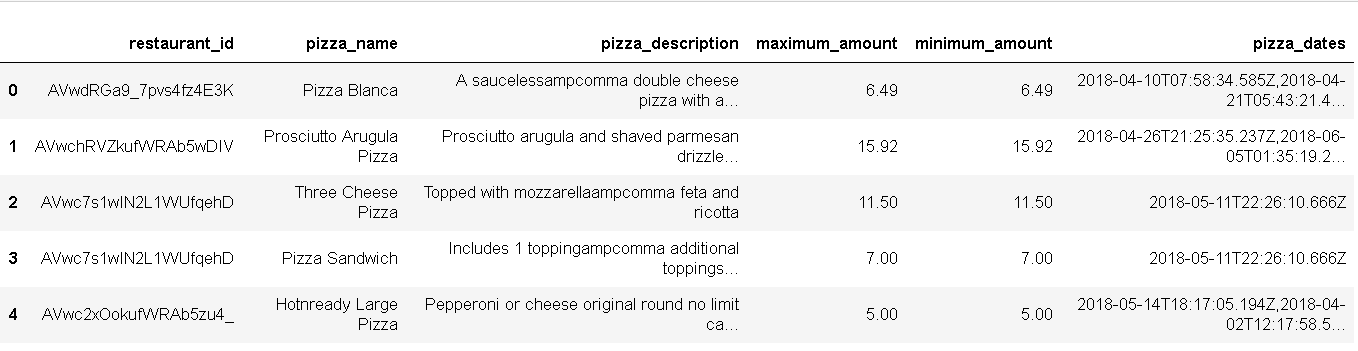 restaurant_id pizza_name pizza_description maximum_amount minimum_amount pizza_dates
0 AVwdRGa9_7pvs4fz4E3K Pizza Blanca A saucelessampcomma double cheese pizza with a... 6.49 6.49 2018-04-10T07:58:34.585Z,2018-04-21T05:43:21.4...
1 AVwchRVZkufWRAb5wDIV Prosciutto Arugula Pizza Prosciutto arugula and shaved parmesan drizzle... 15.92 15.92 2018-04-26T21:25:35.237Z,2018-06-05T01:35:19.2...
2 AVwc7s1wIN2L1WUfqehD Three Cheese Pizza Topped with mozzarellaampcomma feta and ricotta 11.50 11.50 2018-05-11T22:26:10.666Z
3 AVwc7s1wIN2L1WUfqehD Pizza Sandwich Includes 1 toppingampcomma additional toppings... 7.00 7.00 2018-05-11T22:26:10.666Z
4 AVwc2xOokufWRAb5zu4_ Hotnready Large Pizza Pepperoni or cheese original round no limit ca... 5.00 5.00 2018-05-14T18:17:05.194Z,2018-04-02T12:17:58.5...